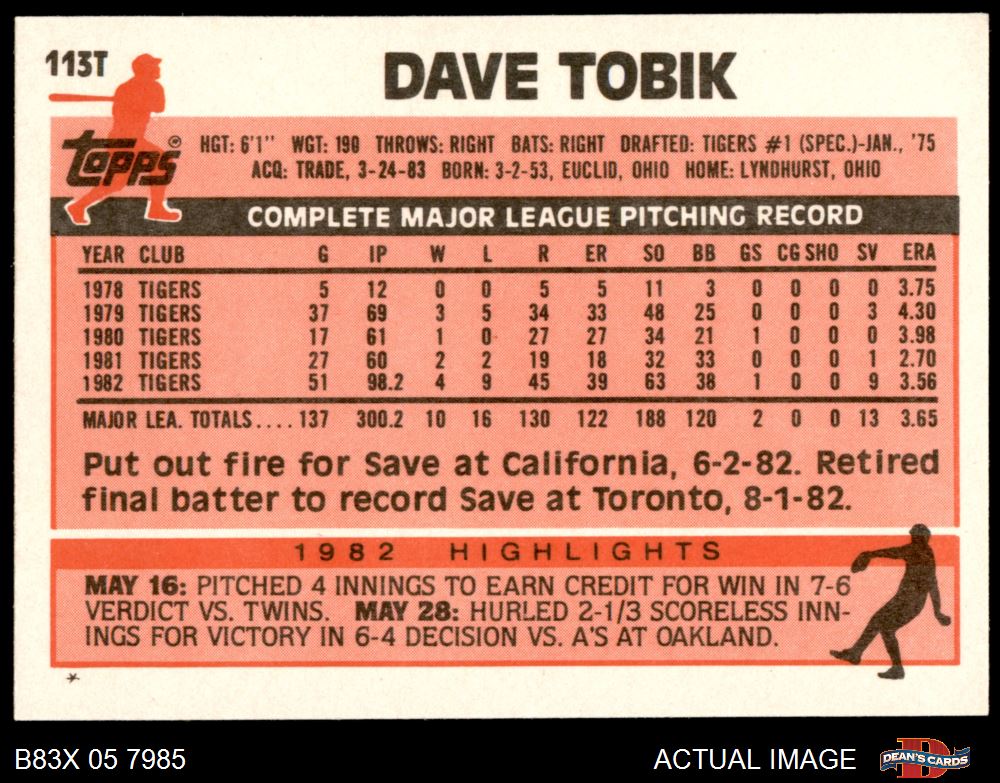 113T
DAVE TOBIK
Topps®
HGT: 6'1" WGT: 190 THROWS: RIGHT BATS: RIGHT DRAFTED: TIGERS #1 (SPEC.)-JAN., '75
ACQ: TRADE, 3-24-83 BORN: 3-2-53, EUCLID, OHIO HOME: LYNDHURST, OHIO
COMPLETE MAJOR LEAGUE PITCHING RECORD
YEAR CLUB G IP W L R ER SO BB GS CG SHO SV ERA
1978 TIGERS 5 12 0 0 5 5 11 3 0 0 0 0 3.75
1979 TIGERS 37 69 3 5 34 33 48 25 0 0 0 3 4.30
1980 TIGERS 17 61 1 0 27 27 34 21 1 0 0 0 3.98
1981 TIGERS 27 60 2 2 19 18 32 33 0 0 0 1 2.70
1982 TIGERS 51 98.2 4 9 45 39 63 38 1 0 0 9 3.56
MAJOR LEA. TOTALS.... 137 300.2 10 16 130 122 188 120 2 0 0 13 3.65
Put out fire for Save at California, 6-2-82. Retired
final batter to record Save at Toronto, 8-1-82.
1982 HIGHLIGHTS
MAY 16: PITCHED 4 INNINGS TO EARN CREDIT FOR WIN IN 7-6
VERDICT VS. TWINS. MAY 28: HURLED 2-1/3 SCORELESS INN-
INGS FOR VICTORY IN 6-4 DECISION VS. A'S AT OAKLAND.
*
B83X 05 7985 ACTUAL IMAGE D DEAN'S CARDS